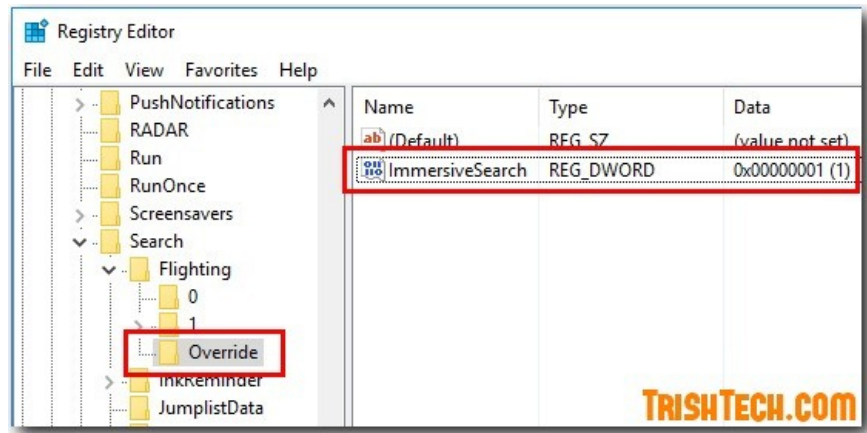 Registry Editor
File Edit View Favorites Help
PushNotifications
RADAR
Run
RunOnce
Screensavers
Search
Flighting
0
1
Override
InkReminder
JumplistData
Name Type Data
ab (Default) REG_SZ (value not set)
ImmersiveSearch REG_DWORD 0x00000001 (1)
TRISHTECH.COM